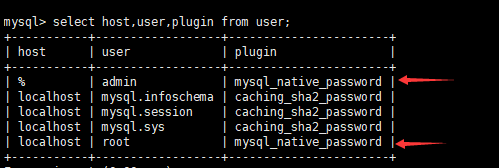 mysql> select host,user,plugin from user;
+-----------+------------------+-----------------------+
| host | user | plugin |
+-----------+------------------+-----------------------+
| % | admin | mysql_native_password |
| localhost | mysql.infoschema | caching_sha2_password |
| localhost | mysql.session | caching_sha2_password |
| localhost | mysql.sys | caching_sha2_password |
| localhost | root | mysql_native_password |
+-----------+------------------+-----------------------+